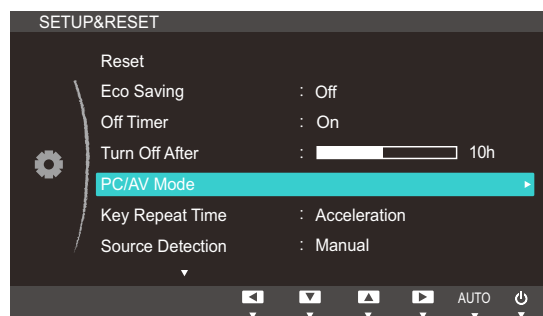 SETUP&RESET
Reset
Eco Saving : Off
Off Timer : On
Turn Off After : 10h
PC/AV Mode
Key Repeat Time : Acceleration
Source Detection : Manual
AUTO